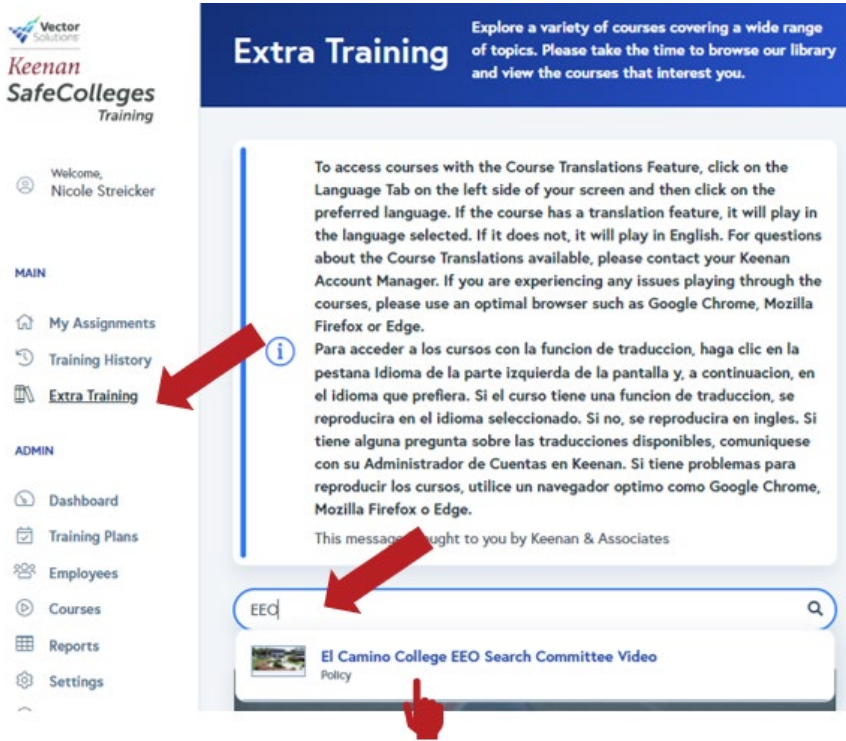 Vector
Solutions
Keenan
SafeColleges
Training
Welcome,
Nicole Streicker
MAIN
My Assignments
Training History
Extra Training
ADMIN
Dashboard
Training Plans
Employees
Courses
Reports
Settings
Extra Training
Explore a variety of courses covering a wide range
of topics. Please take the time to browse our library
and view the courses that interest you.
To access courses with the Course Translations Feature, click on the
Language Tab on the left side of your screen and then click on the
preferred language. If the course has a translation feature, it will play in
the language selected. If it does not, it will play in English. For questions
about the Course Translations available, please contact your Keenan
Account Manager. If you are experiencing any issues playing through the
courses, please use an optimal browser such as Google Chrome, Mozilla
Firefox or Edge.
Para acceder a los cursos con la funcion de traduccion, haga clic en la
pestana Idioma de la parte izquierda de la pantalla y, a continuacion, en
el idioma que prefiera. Si el curso tiene una funcion de traduccion, se
reproducira en el idioma seleccionado. Si no, se reproducira en ingles. Si
tiene alguna pregunta sobre las traducciones disponibles, comuniquese
con su Administrador de Cuentas en Keenan. Si tiene problemas para
reproducir los cursos, utilice un navegador optimo como Google Chrome,
Mozilla Firefox o Edge.
This message to you by Keenan & Associates
EEO
El Camino College EEO Search Committee Video
Policy